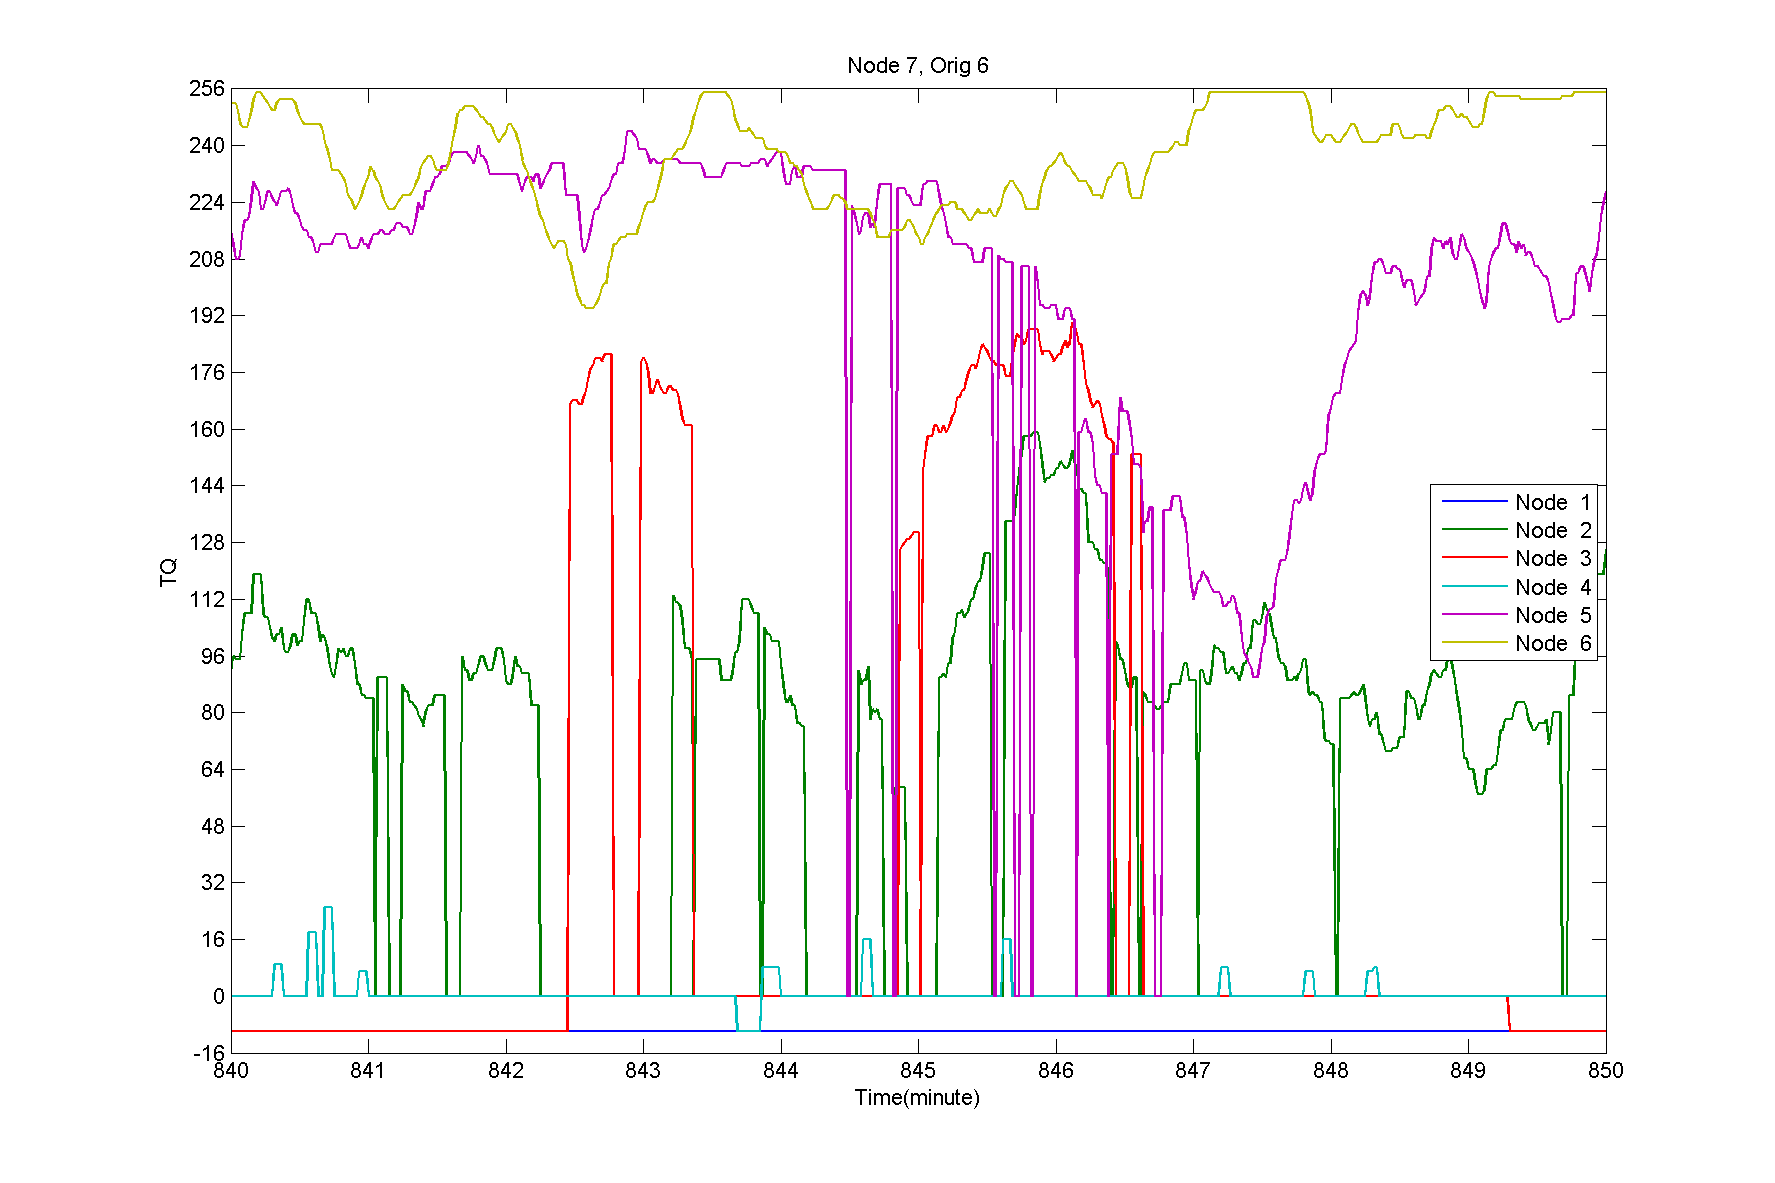 Node 7, Orig 6
256
240
224
208
192
176
160
144
128
112
96
80
64
48
32
16
0
-16
TQ
Node 1
Node 2
Node 3
Node 4
Node 5
Node 6
840 841 842 843 844 845 846 847 848 849 850
Time(minute)